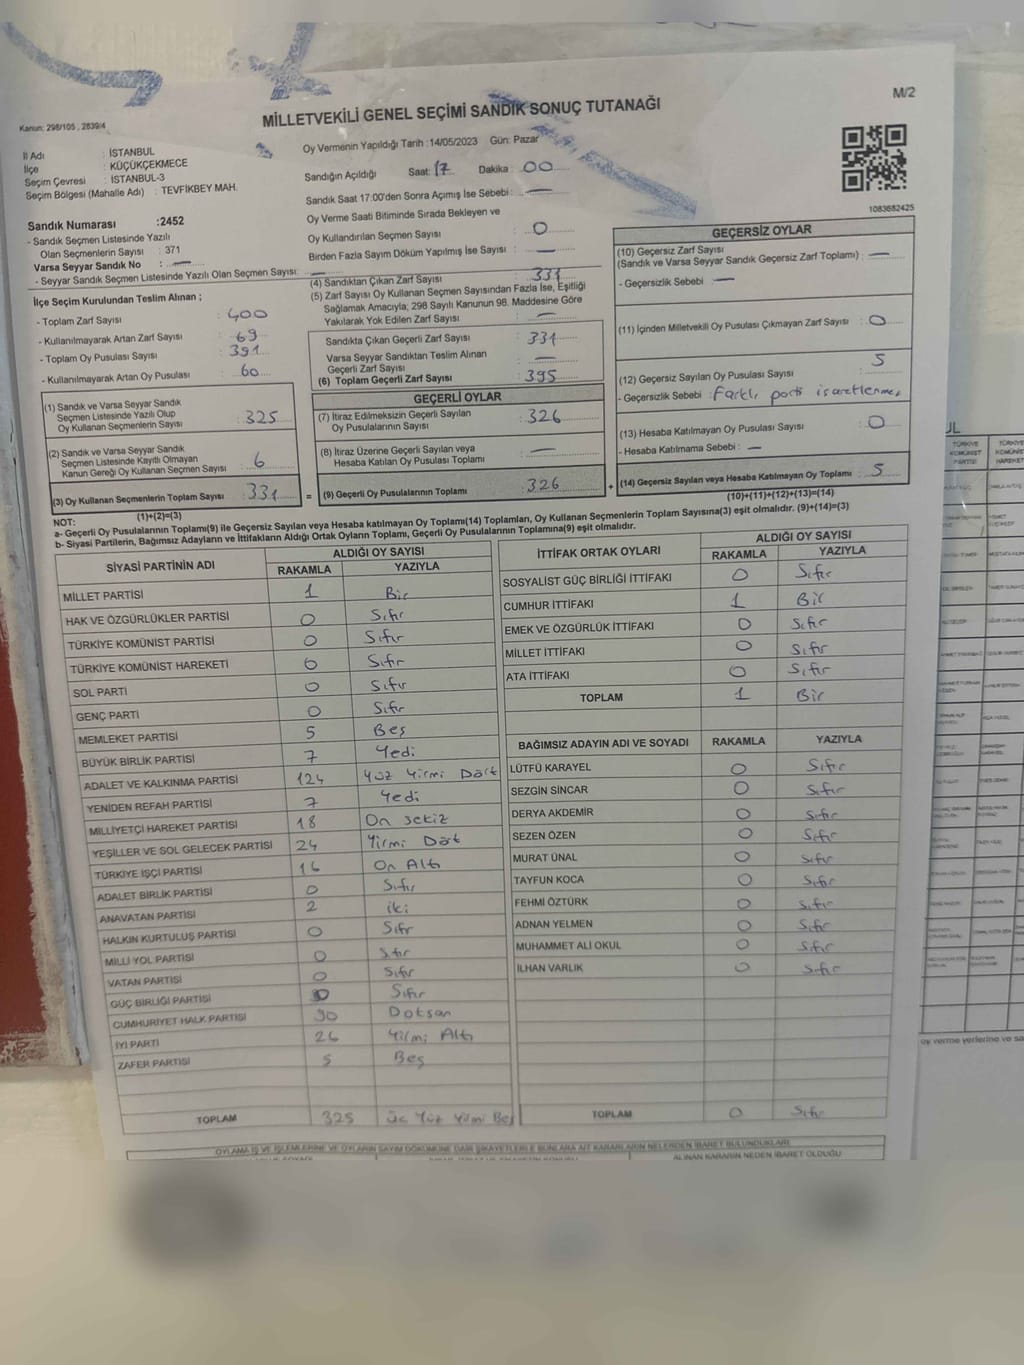 M/2
MİLLETVEKİLİ GENEL SEÇİMİ SANDIK SONUÇ TUTANAĞI
Kanun: 298/105 , 2839/4
Oy Vermenin Yapıldığı Tarih :14/05/2023 Gün: Pazar
İl Adı : İSTANBUL
İlçe : KÜÇÜKÇEKMECE
Seçim Çevresi : İSTANBUL-3
Seçim Bölgesi (Mahalle Adı) : TEVFİKBEY MAH.
Sandığın Açıldığı Saat: 17 Dakika : 00
Sandık Saat 17:00'den Sonra Açımış İse Sebebi : —
1083682425
Sandık Numarası :2452
- Sandık Seçmen Listesinde Yazılı
Olan Seçmenlerin Sayısı : 371
Varsa Seyyar Sandık No : —
- Seyyar Sandık Seçmen Listesinde Yazılı Olan Seçmen Sayısı: —
Oy Verme Saati Bitiminde Sırada Bekleyen ve
Oy Kullandırılan Seçmen Sayısı : 0
Birden Fazla Sayım Döküm Yapılmış İse Sayısı : —
İlçe Seçim Kurulundan Teslim Alınan ;
- Toplam Zarf Sayısı : 400
- Kullanılmayarak Artan Zarf Sayısı : 69
- Toplam Oy Pusulası Sayısı : 391
- Kullanılmayarak Artan Oy Pusulası : 60
(4) Sandıktan Çıkan Zarf Sayısı : 331
(5) Zarf Sayısı Oy Kullanan Seçmen Sayısından Fazla İse, Eşitliği
Sağlamak Amacıyla; 298 Sayılı Kanunun 98. Maddesine Göre
Yakılarak Yok Edilen Zarf Sayısı : —
Sandıkta Çıkan Geçerli Zarf Sayısı : 331
Varsa Seyyar Sandıktan Teslim Alınan
Geçerli Zarf Sayısı : —
(6) Toplam Geçerli Zarf Sayısı : 395
GEÇERSİZ OYLAR
(10) Geçersiz Zarf Sayısı
(Sandık ve Varsa Seyyar Sandık Geçersiz Zarf Toplamı) : —
- Geçersizlik Sebebi : —
(11) İçinden Milletvekili Oy Pusulası Çıkmayan Zarf Sayısı : 0
(12) Geçersiz Sayılan Oy Pusulası Sayısı : 5
- Geçersizlik Sebebi : Farklı parti işaretlenmes
(13) Hesaba Katılmayan Oy Pusulası Sayısı : 0
- Hesaba Katılmama Sebebi : —
(14) Geçersiz Sayılan veya Hesaba Katılmayan Oy Toplamı : 5
(10)+(11)+(12)+(13)=(14)
(1) Sandık ve Varsa Seyyar Sandık
Seçmen Listesinde Yazılı Olup
Oy Kullanan Seçmenlerin Sayısı : 325
(2) Sandık ve Varsa Seyyar Sandık
Seçmen Listesinde Kayıtlı Olmayan
Kanun Gereği Oy Kullanan Seçmen Sayısı : 6
(3) Oy Kullanan Seçmenlerin Toplam Sayısı : 331 =
(1)+(2)=(3)
GEÇERLİ OYLAR
(7) İtiraz Edilmeksizin Geçerli Sayılan
Oy Pusulalarının Sayısı : 326
(8) İtiraz Üzerine Geçerli Sayılan veya
Hesaba Katılan Oy Pusulası Toplamı : —
(9) Geçerli Oy Pusulalarının Toplamı : 326 +
NOT:
a- Geçerli Oy Pusulalarının Toplamı(9) ile Geçersiz Sayılan veya Hesaba katılmayan Oy Toplamı(14) Toplamları, Oy Kullanan Seçmenlerin Toplam Sayısına(3) eşit olmalıdır. (9)+(14)=(3)
b- Siyasi Partilerin, Bağımsız Adayların ve İttifakların Aldığı Ortak Oyların Toplamı, Geçerli Oy Pusulalarının Toplamına(9) eşit olmalıdır.
SİYASİ PARTİNİN ADI ALDIĞI OY SAYISI
RAKAMLA YAZIYLA
MİLLET PARTİSİ 1 Bir
HAK VE ÖZGÜRLÜKLER PARTİSİ 0 Sıfır
TÜRKİYE KOMÜNİST PARTİSİ 0 Sıfır
TÜRKİYE KOMÜNİST HAREKETİ 0 Sıfır
SOL PARTİ 0 Sıfır
GENÇ PARTİ 0 Sıfır
MEMLEKET PARTİSİ 5 Beş
BÜYÜK BİRLİK PARTİSİ 7 Yedi
ADALET VE KALKINMA PARTİSİ 124 Yüz Yirmi Dört
YENİDEN REFAH PARTİSİ 7 Yedi
MİLLİYETÇİ HAREKET PARTİSİ 18 On sekiz
YEŞİLLER VE SOL GELECEK PARTİSİ 24 Yirmi Dört
TÜRKİYE İŞÇİ PARTİSİ 16 On Altı
ADALET BİRLİK PARTİSİ 0 Sıfır
ANAVATAN PARTİSİ 2 iki
HALKIN KURTULUŞ PARTİSİ 0 Sıfır
MİLLİ YOL PARTİSİ 0 Sıfır
VATAN PARTİSİ 0 Sıfır
GÜÇ BİRLİĞİ PARTİSİ 0 Sıfır
CUMHURİYET HALK PARTİSİ 90 Doksan
İYİ PARTİ 26 Yirmi Altı
ZAFER PARTİSİ 5 Beş
TOPLAM 325 Üç Yüz Yirmi Beş
İTTİFAK ORTAK OYLARI ALDIĞI OY SAYISI
RAKAMLA YAZIYLA
SOSYALİST GÜÇ BİRLİĞİ İTTİFAKI 0 Sıfır
CUMHUR İTTİFAKI 1 Bir
EMEK VE ÖZGÜRLÜK İTTİFAKI 0 Sıfır
MİLLET İTTİFAKI 0 Sıfır
ATA İTTİFAKI 0 Sıfır
TOPLAM 1 Bir
BAĞIMSIZ ADAYIN ADI VE SOYADI RAKAMLA YAZIYLA
LÜTFÜ KARAYEL 0 Sıfır
SEZGİN SİNCAR 0 Sıfır
DERYA AKDEMİR 0 Sıfır
SEZEN ÖZEN 0 Sıfır
MURAT ÜNAL 0 Sıfır
TAYFUN KOCA 0 Sıfır
FEHMİ ÖZTÜRK 0 Sıfır
ADNAN YELMEN 0 Sıfır
MUHAMMET ALİ OKUL 0 Sıfır
İLHAN VARLIK 0 Sıfır
TOPLAM 0 Sıfır
OYLAMA İŞ VE İŞLEMLERİNE VE OYLARIN SAYIM DÖKÜMÜNE DAİR ŞİKAYETLERLE BUNLARA AİT KARARLARIN NELERDEN İBARET BULUNDUKLARI
ALINAN KARARIN NEDEN İBARET OLDUĞU
TÜRKİYE KOMÜNİST PARTİSİ
oy verme yerlerine ve sa